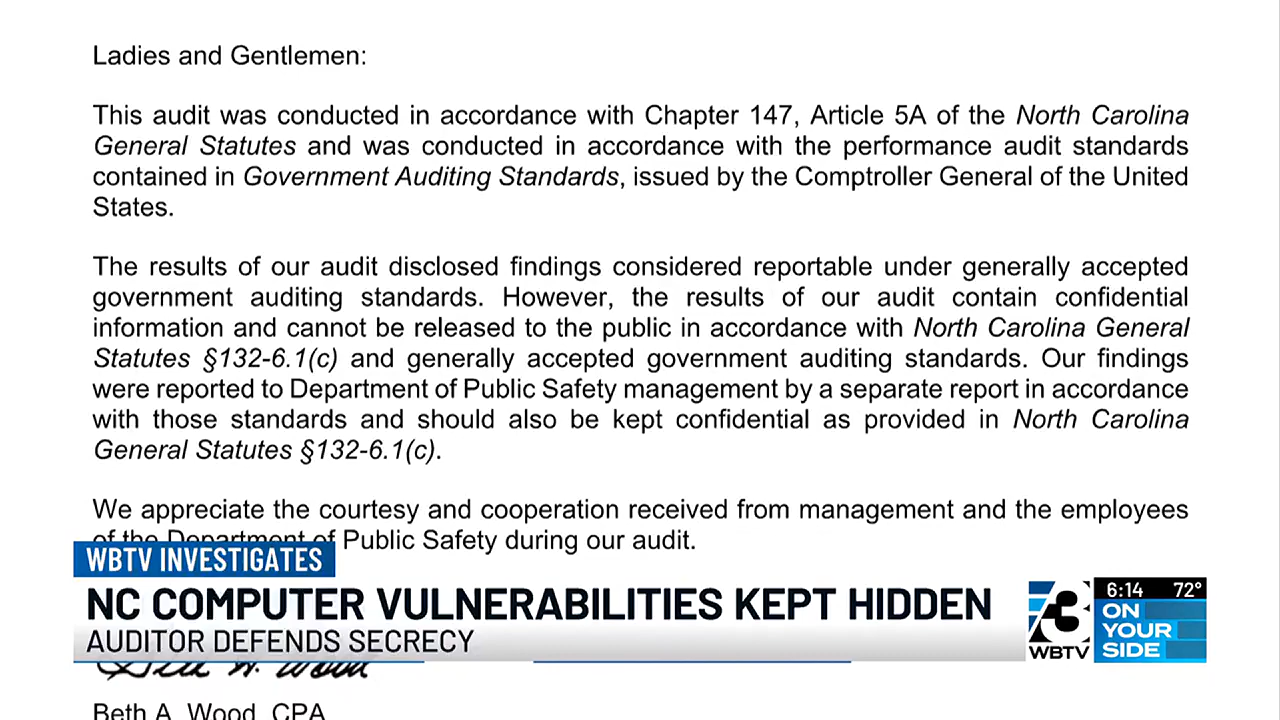 Ladies and Gentlemen:
This audit was conducted in accordance with Chapter 147, Article 5A of the North Carolina
General Statutes and was conducted in accordance with the performance audit standards
contained in Government Auditing Standards, issued by the Comptroller General of the United
States.
The results of our audit disclosed findings considered reportable under generally accepted
government auditing standards. However, the results of our audit contain confidential
information and cannot be released to the public in accordance with North Carolina General
Statutes §132-6.1(c) and generally accepted government auditing standards. Our findings
were reported to Department of Public Safety management by a separate report in accordance
with those standards and should also be kept confidential as provided in North Carolina
General Statutes §132-6.1(c).
We appreciate the courtesy and cooperation received from management and the employees
of the Department of Public Safety during our audit.
WBTV INVESTIGATES
NC COMPUTER VULNERABILITIES KEPT HIDDEN
AUDITOR DEFENDS SECRECY
3
WBTV
6:14 72°
ON
YOUR
SIDE
Beth A. Wood
Beth A. Wood, CPA